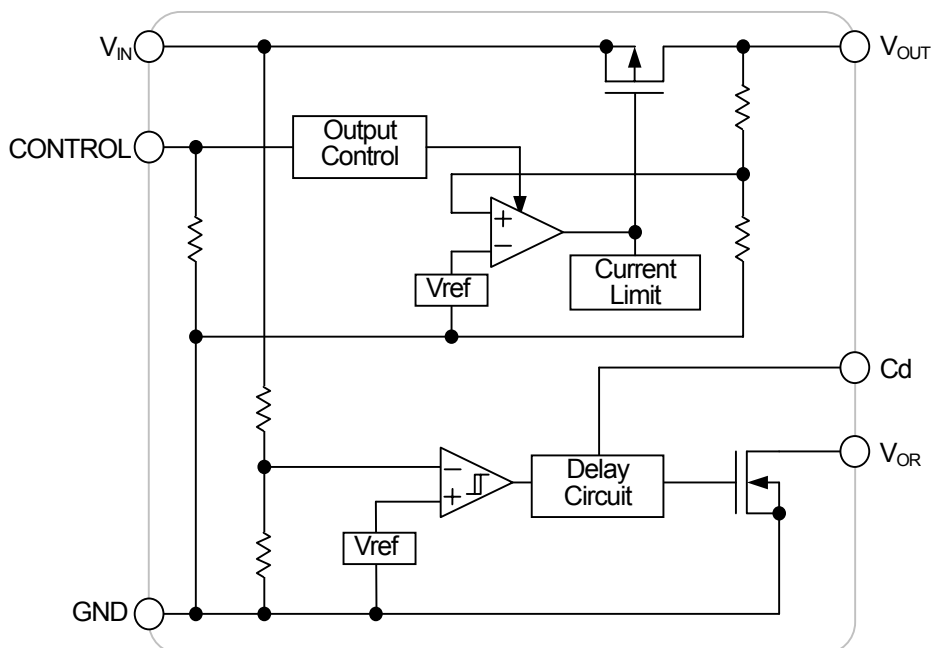 VIN
VOUT
CONTROL
Output
Control
+
−
Vref
Current
Limit
Cd
VOR
−
+
Delay
Circuit
Vref
GND